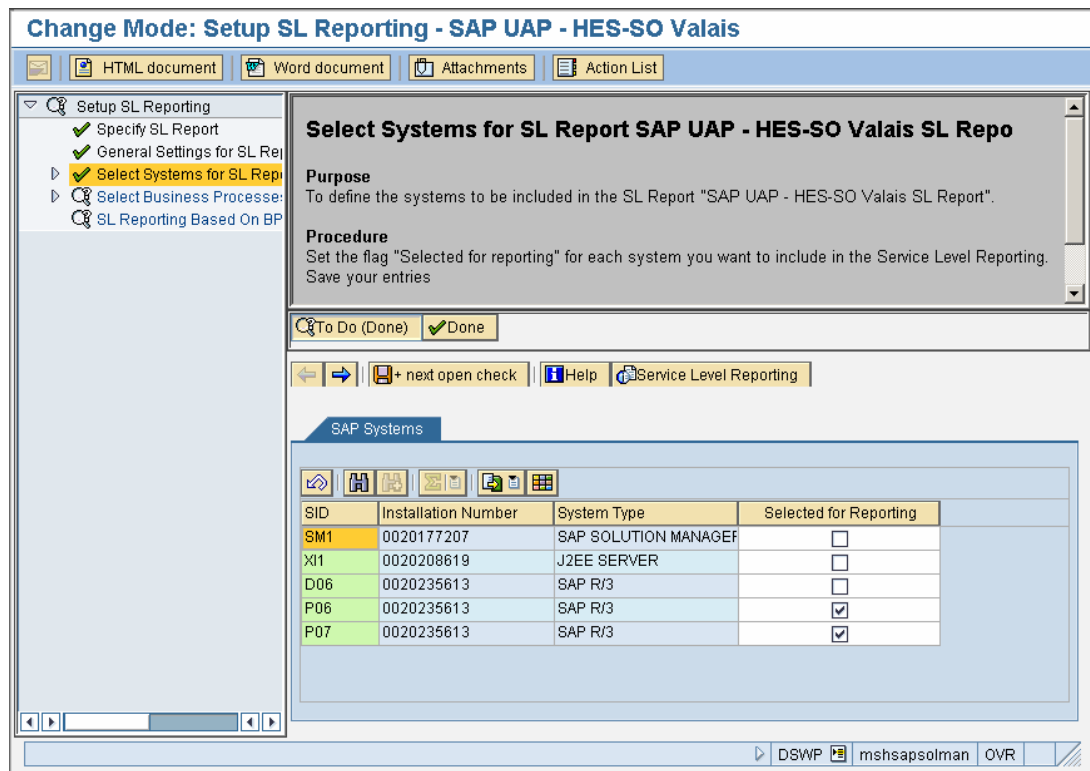 Change Mode: Setup SL Reporting - SAP UAP - HES-SO Valais
HTML document Word document Attachments Action List
Setup SL Reporting
Specify SL Report
General Settings for SL Rep
Select Systems for SL Repo
Select Business Processe
SL Reporting Based On BP
Select Systems for SL Report SAP UAP - HES-SO Valais SL Repo
Purpose
To define the systems to be included in the SL Report "SAP UAP - HES-SO Valais SL Report".
Procedure
Set the flag "Selected for reporting" for each system you want to include in the Service Level Reporting.
Save your entries
To Do (Done) Done
+ next open check Help Service Level Reporting
SAP Systems
SID Installation Number System Type Selected for Reporting
SM1 0020177207 SAP SOLUTION MANAGER
XI1 0020208619 J2EE SERVER
D06 0020235613 SAP R/3
P06 0020235613 SAP R/3
P07 0020235613 SAP R/3
DSWP mshsapsolman OVR